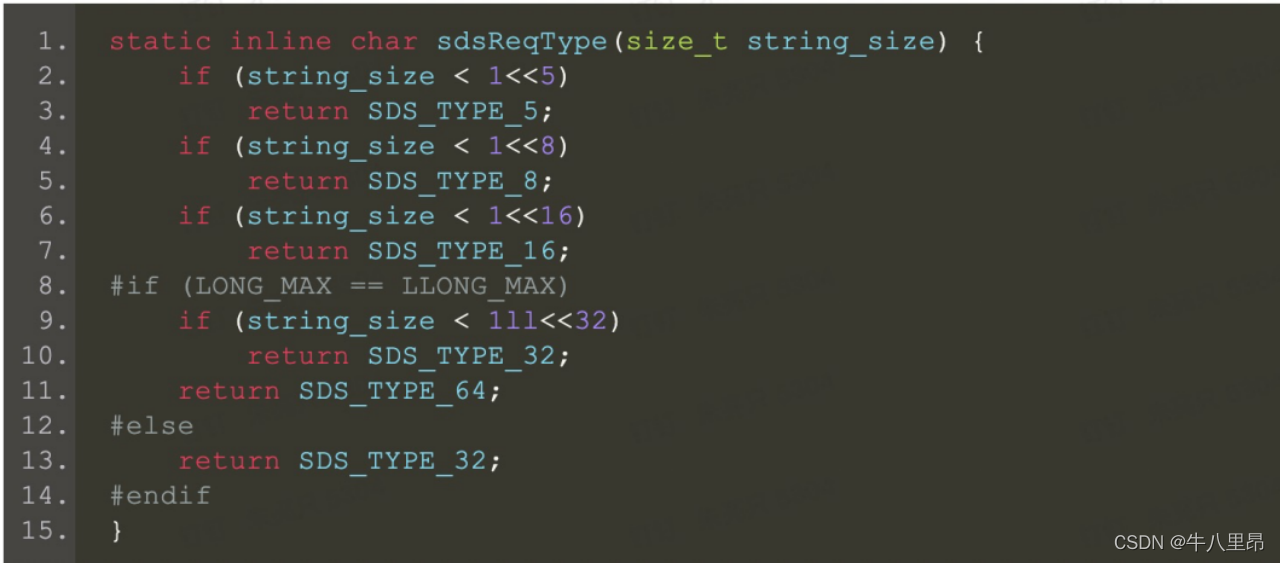 1. static inline char sdsReqType(size_t string_size) {
2. if (string_size < 1<<5)
3. return SDS_TYPE_5;
4. if (string_size < 1<<8)
5. return SDS_TYPE_8;
6. if (string_size < 1<<16)
7. return SDS_TYPE_16;
8. #if (LONG_MAX == LLONG_MAX)
9. if (string_size < 1ll<<32)
10. return SDS_TYPE_32;
11. return SDS_TYPE_64;
12. #else
13. return SDS_TYPE_32;
14. #endif
15. }
CSDN @牛八里昂